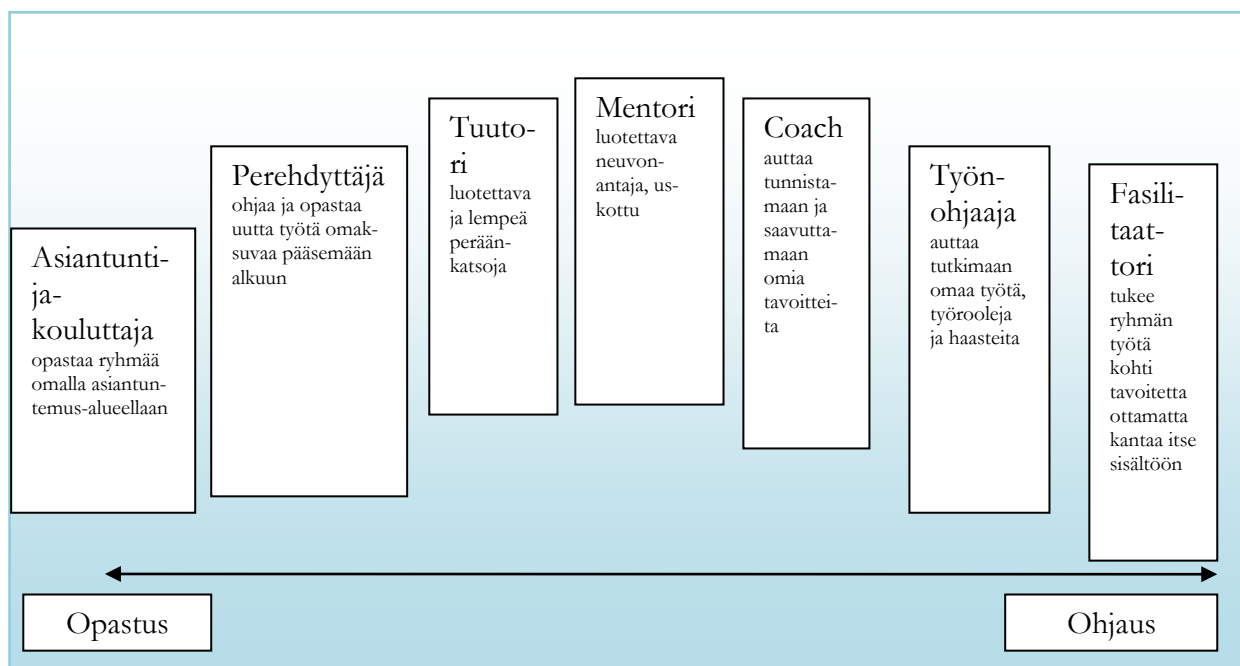 Asiantunti-
ja-
kouluttaja
opastaa ryhmää
omalla asiantun-
temus-alueellaan
Perehdyttäjä
ohjaa ja opastaa
uutta työtä omak-
suvaa pääsemään
alkuun
Tuuto-
ri
luotettava
ja lempeä
perään-
katsoja
Mentori
luotettava
neuvon-
antaja, us-
kottu
Coach
auttaa
tunnista-
maan ja
saavutta-
maan
omia
tavoittei-
ta
Työn-
ohjaaja
auttaa
tutkimaan
omaa työtä,
työrooleja
ja haasteita
Fasili-
taat-
tori
tukee
ryhmän
työtä
kohti
tavoitetta
ottamatta
kantaa itse
sisältöön
Opastus
Ohjaus